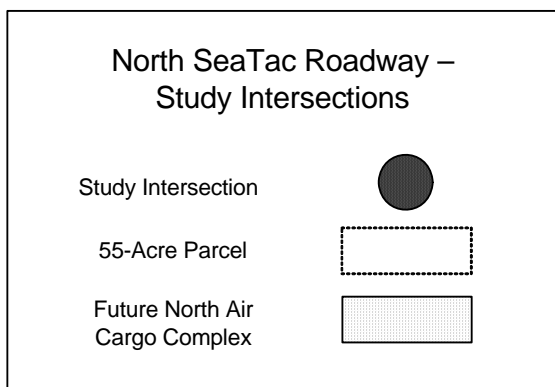 North SeaTac Roadway –
Study Intersections
Study Intersection
55-Acre Parcel
Future North Air
Cargo Complex